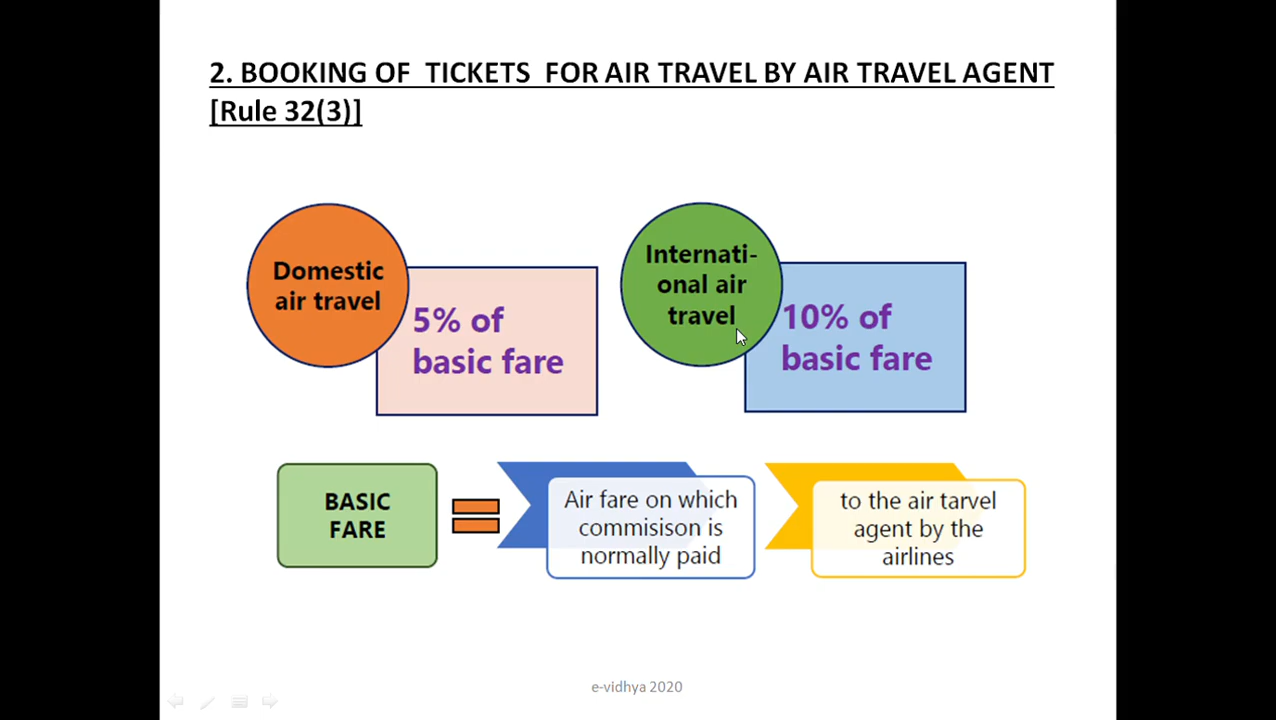 2. BOOKING OF TICKETS FOR AIR TRAVEL BY AIR TRAVEL AGENT
[Rule 32(3)]
Domestic
air travel
5% of
basic fare
Internati-
onal air
travel
10% of
basic fare
BASIC
FARE
Air fare on which
commisison is
normally paid
to the air tarvel
agent by the
airlines
e-vidhya 2020